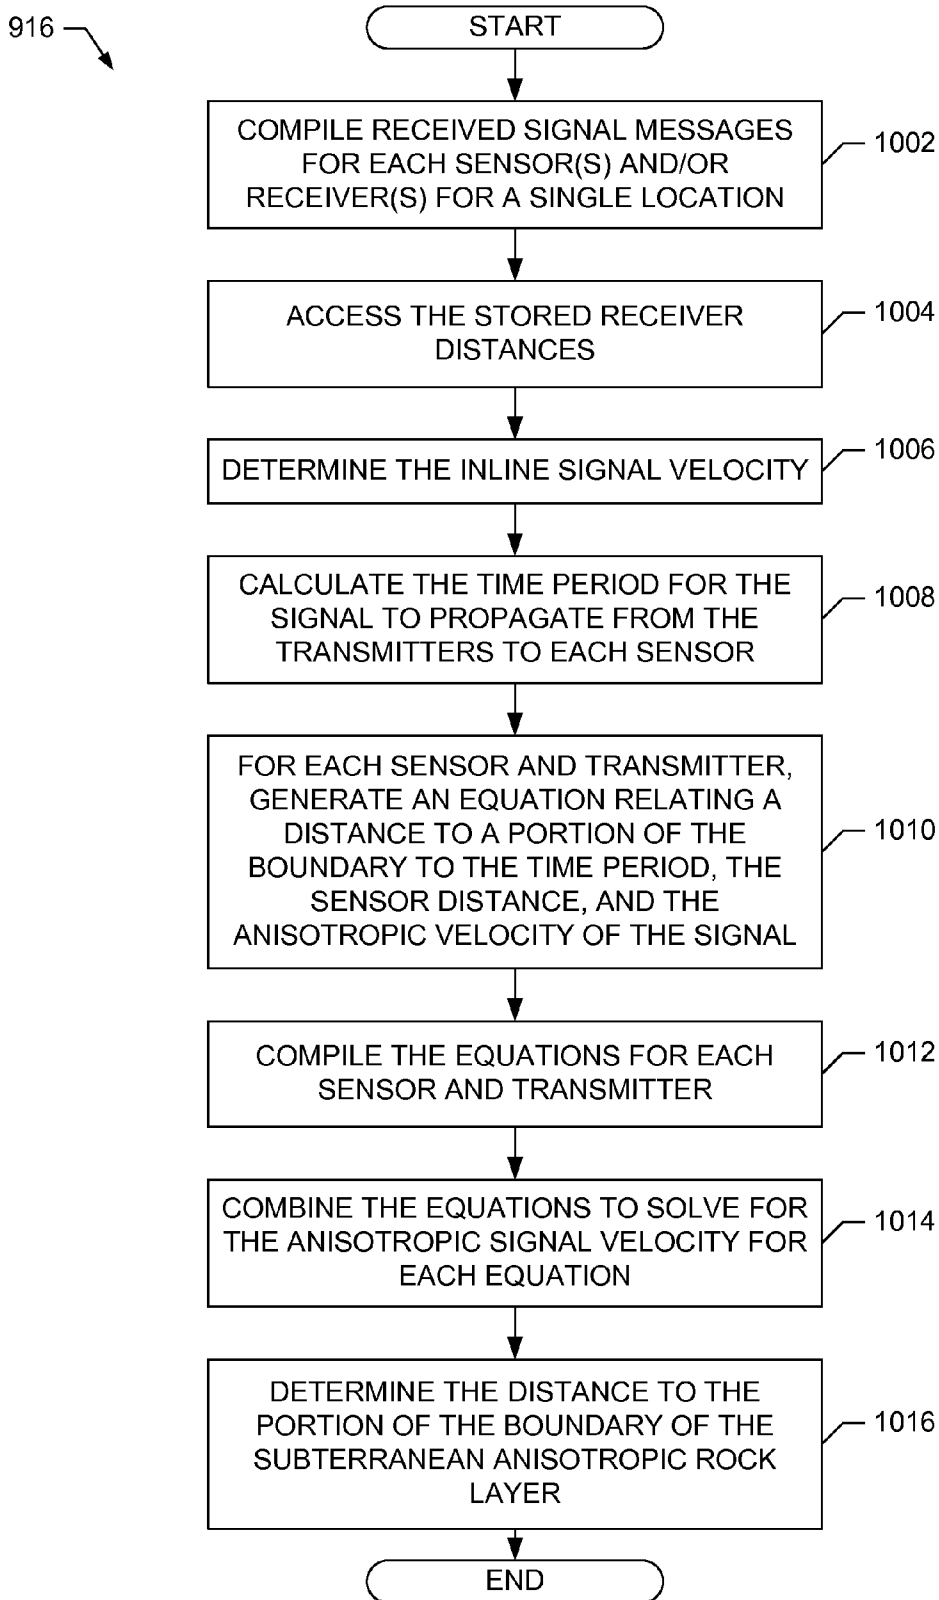 916
START
COMPILE RECEIVED SIGNAL MESSAGES
FOR EACH SENSOR(S) AND/OR
RECEIVER(S) FOR A SINGLE LOCATION
1002
ACCESS THE STORED RECEIVER
DISTANCES
1004
DETERMINE THE INLINE SIGNAL VELOCITY
1006
CALCULATE THE TIME PERIOD FOR THE
SIGNAL TO PROPAGATE FROM THE
TRANSMITTERS TO EACH SENSOR
1008
FOR EACH SENSOR AND TRANSMITTER,
GENERATE AN EQUATION RELATING A
DISTANCE TO A PORTION OF THE
BOUNDARY TO THE TIME PERIOD, THE
SENSOR DISTANCE, AND THE
ANISOTROPIC VELOCITY OF THE SIGNAL
1010
COMPILE THE EQUATIONS FOR EACH
SENSOR AND TRANSMITTER
1012
COMBINE THE EQUATIONS TO SOLVE FOR
THE ANISOTROPIC SIGNAL VELOCITY FOR
EACH EQUATION
1014
DETERMINE THE DISTANCE TO THE
PORTION OF THE BOUNDARY OF THE
SUBTERRANEAN ANISOTROPIC ROCK
LAYER
1016
END